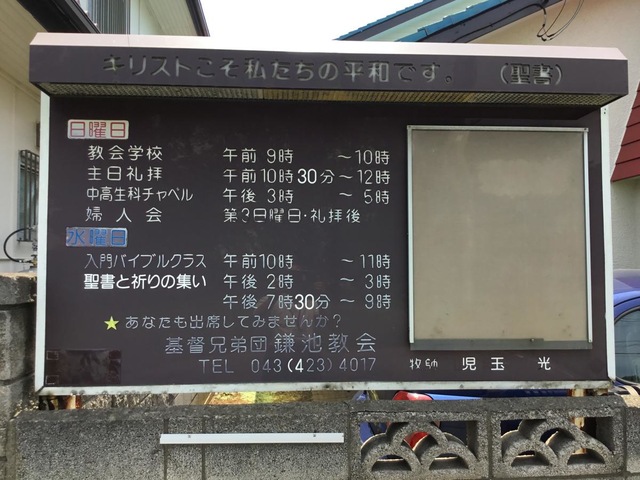 キリストこそ私たちの平和です。 (聖書)
日曜日
教会学校 午前 9時 〜10時
主日礼拝 午前10時30分〜12時
中高生科チャペル 午後 3時 〜 5時
婦人会 第3日曜日・礼拝後
水曜日
入門バイブルクラス 午前10時 〜11時
聖書と祈りの集い 午後 2時 〜 3時
午後 7時30分〜 9時
★あなたも出席してみませんか?
基督兄弟団 鎌池教会
TEL 043(423)4017
牧師 児玉 光